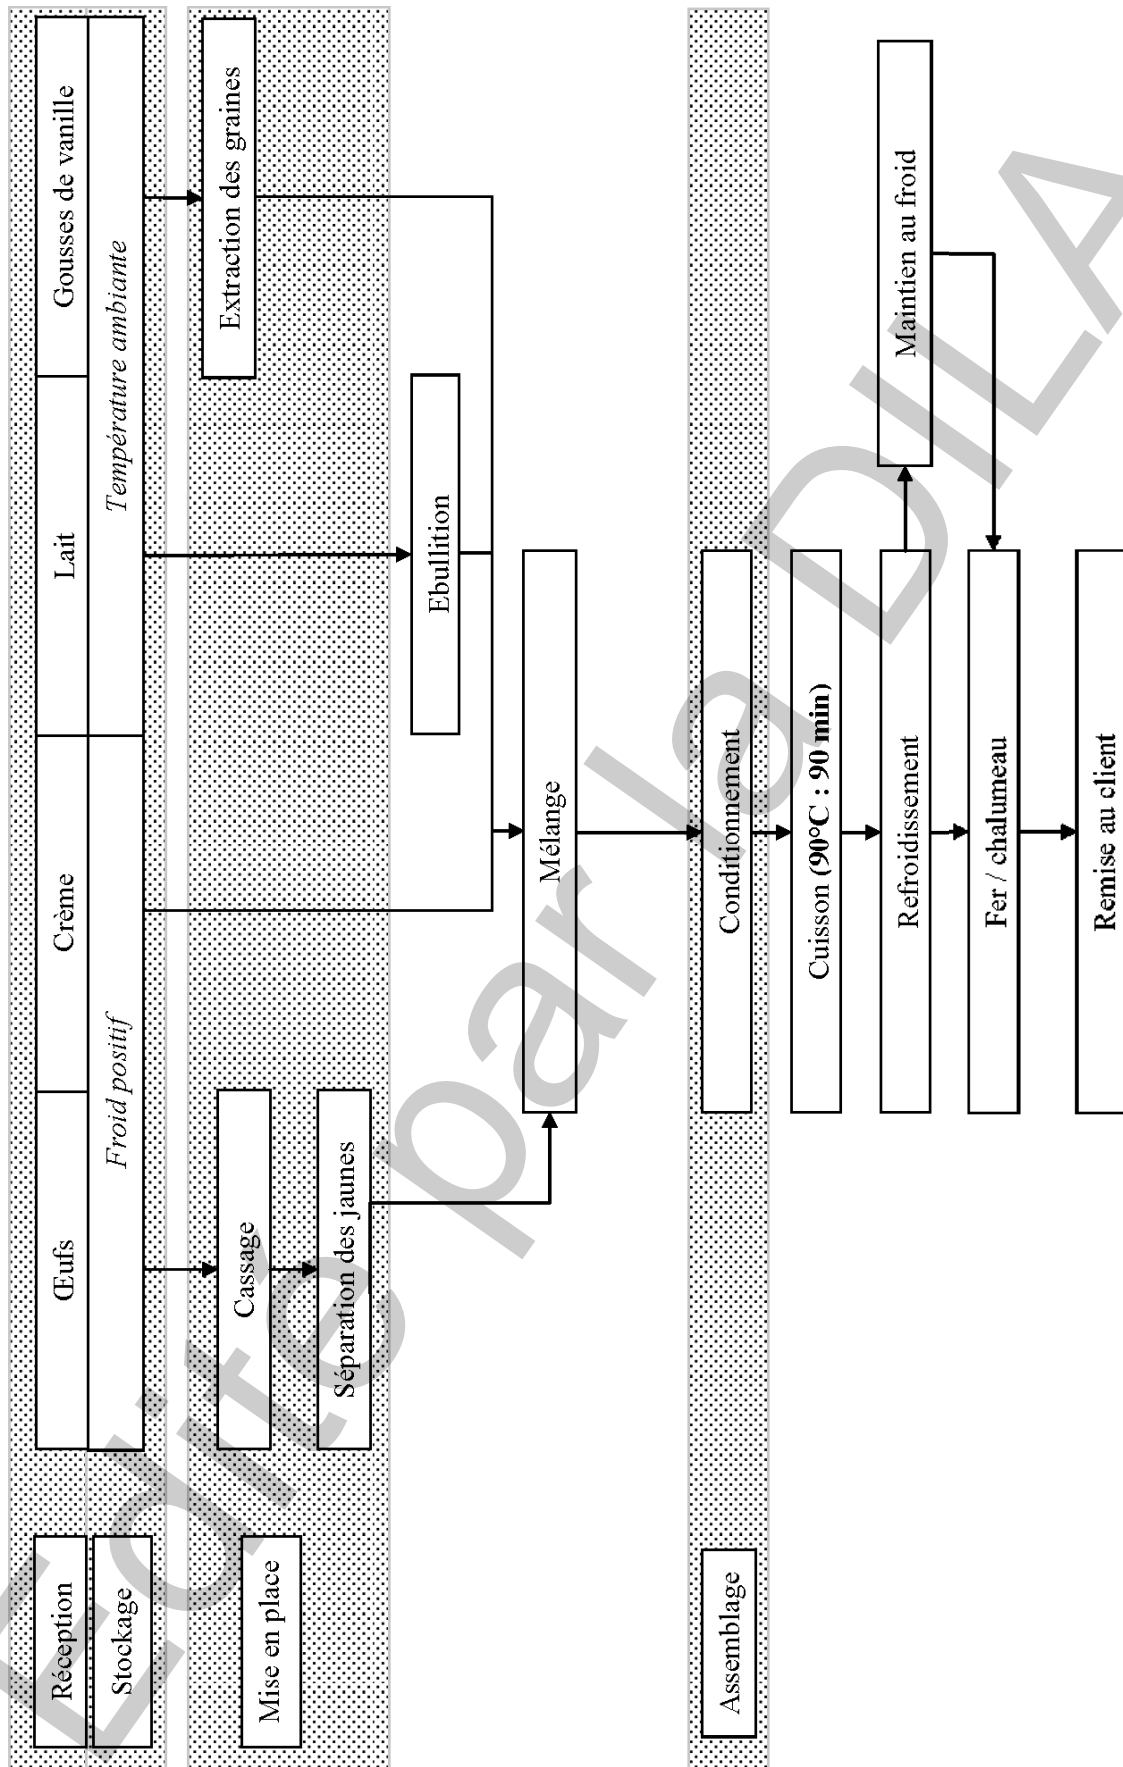 Réception
Œufs
Crème
Lait
Gousses de vanille
Stockage
Froid positif
Température ambiante
Mise en place
Cassage
Extraction des graines
Séparation des jaunes
Ebullition
Mélange
Assemblage
Conditionnement
Cuisson (90°C : 90 min)
Refroidissement
Maintien au froid
Fer / chalumeau
Remise au client
Edité par la DILA